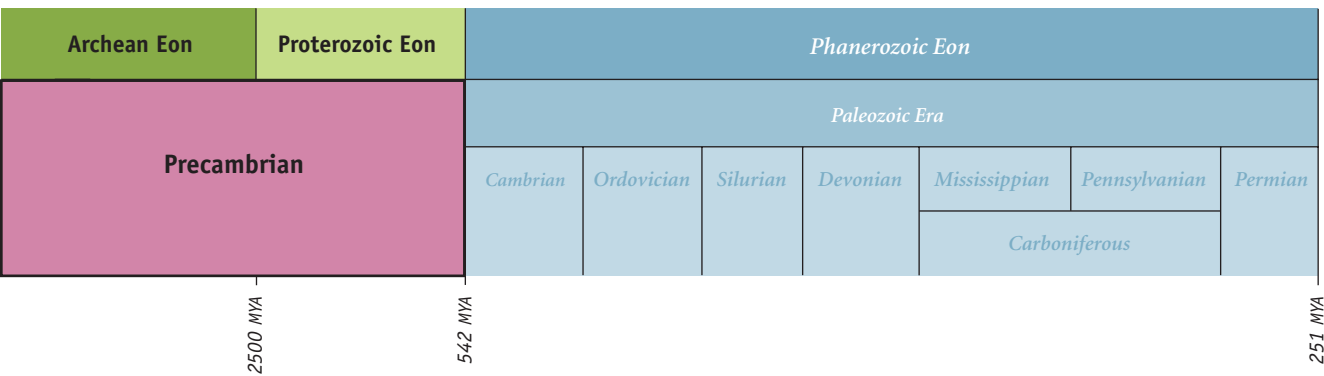 Archean Eon
Proterozoic Eon
Phanerozoic Eon
Paleozoic Era
Precambrian
Cambrian
Ordovician
Silurian
Devonian
Mississippian
Pennsylvanian
Permian
Carboniferous
2500 MYA
542 MYA
251 MYA